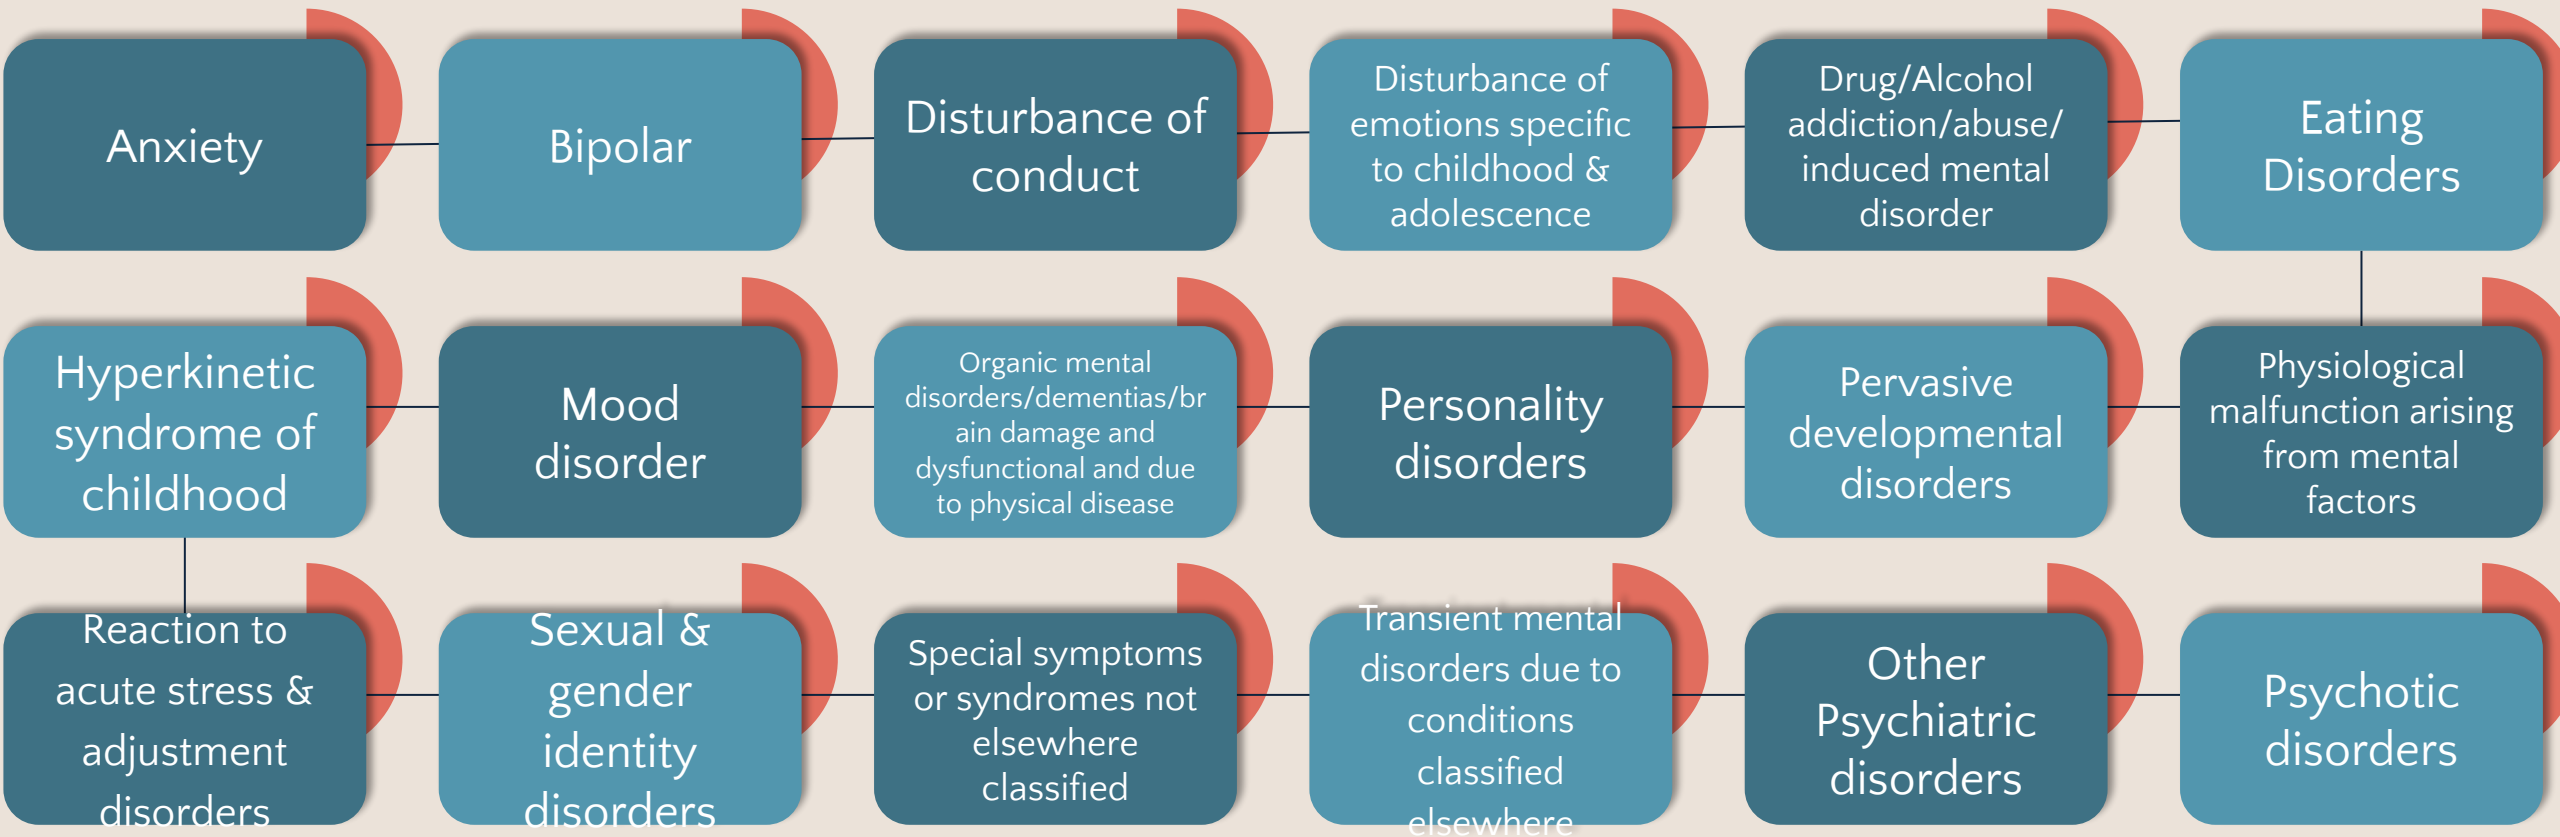 Anxiety
Bipolar
Disturbance of
conduct
Disturbance of
emotions specific
to childhood &
adolescence
Drug/Alcohol
addiction/abuse/
induced mental
disorder
Eating
Disorders
Hyperkinetic
syndrome of
childhood
Mood
disorder
Organic mental
disorders/dementias/br
ain damage and
dysfunctional and due
to physical disease
Personality
disorders
Pervasive
developmental
disorders
Physiological
malfunction arising
from mental
factors
Reaction to
acute stress &
adjustment
disorders
Sexual &
gender
identity
disorders
Special symptoms
or syndromes not
elsewhere
classified
Transient mental
disorders due to
conditions
classified
elsewhere
Other
Psychiatric
disorders
Psychotic
disorders